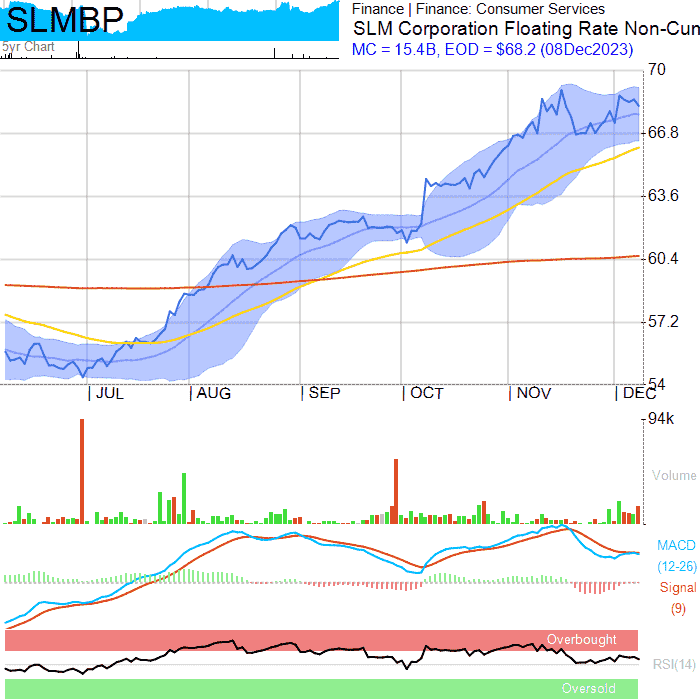 SLMBP
5yr Chart
Finance | Finance: Consumer Services
SLM Corporation Floating Rate Non-Cun
MC = 15.4B, EOD = $68.2 (08Dec2023)
70
66.8
63.6
60.4
57.2
54
JUL
AUG
SEP
OCT
NOV
DEC
94k
Volume
MACD
(12-26)
Signal
(9)
Overbought
RSI(14)
Oversold